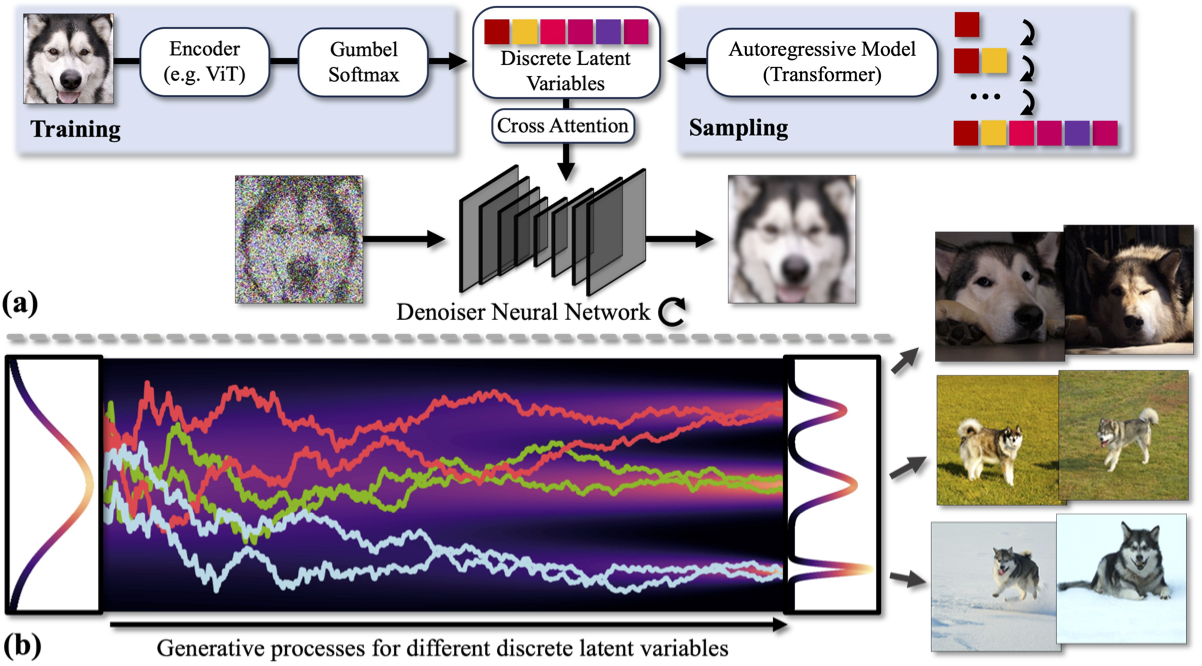 Encoder
(e.g. ViT)
Gumbel
Softmax
Training
Discrete Latent
Variables
Cross Attention
Autoregressive Model
(Transformer)
...
Sampling
Denoiser Neural Network
(a)
(b)
Generative processes for different discrete latent variables